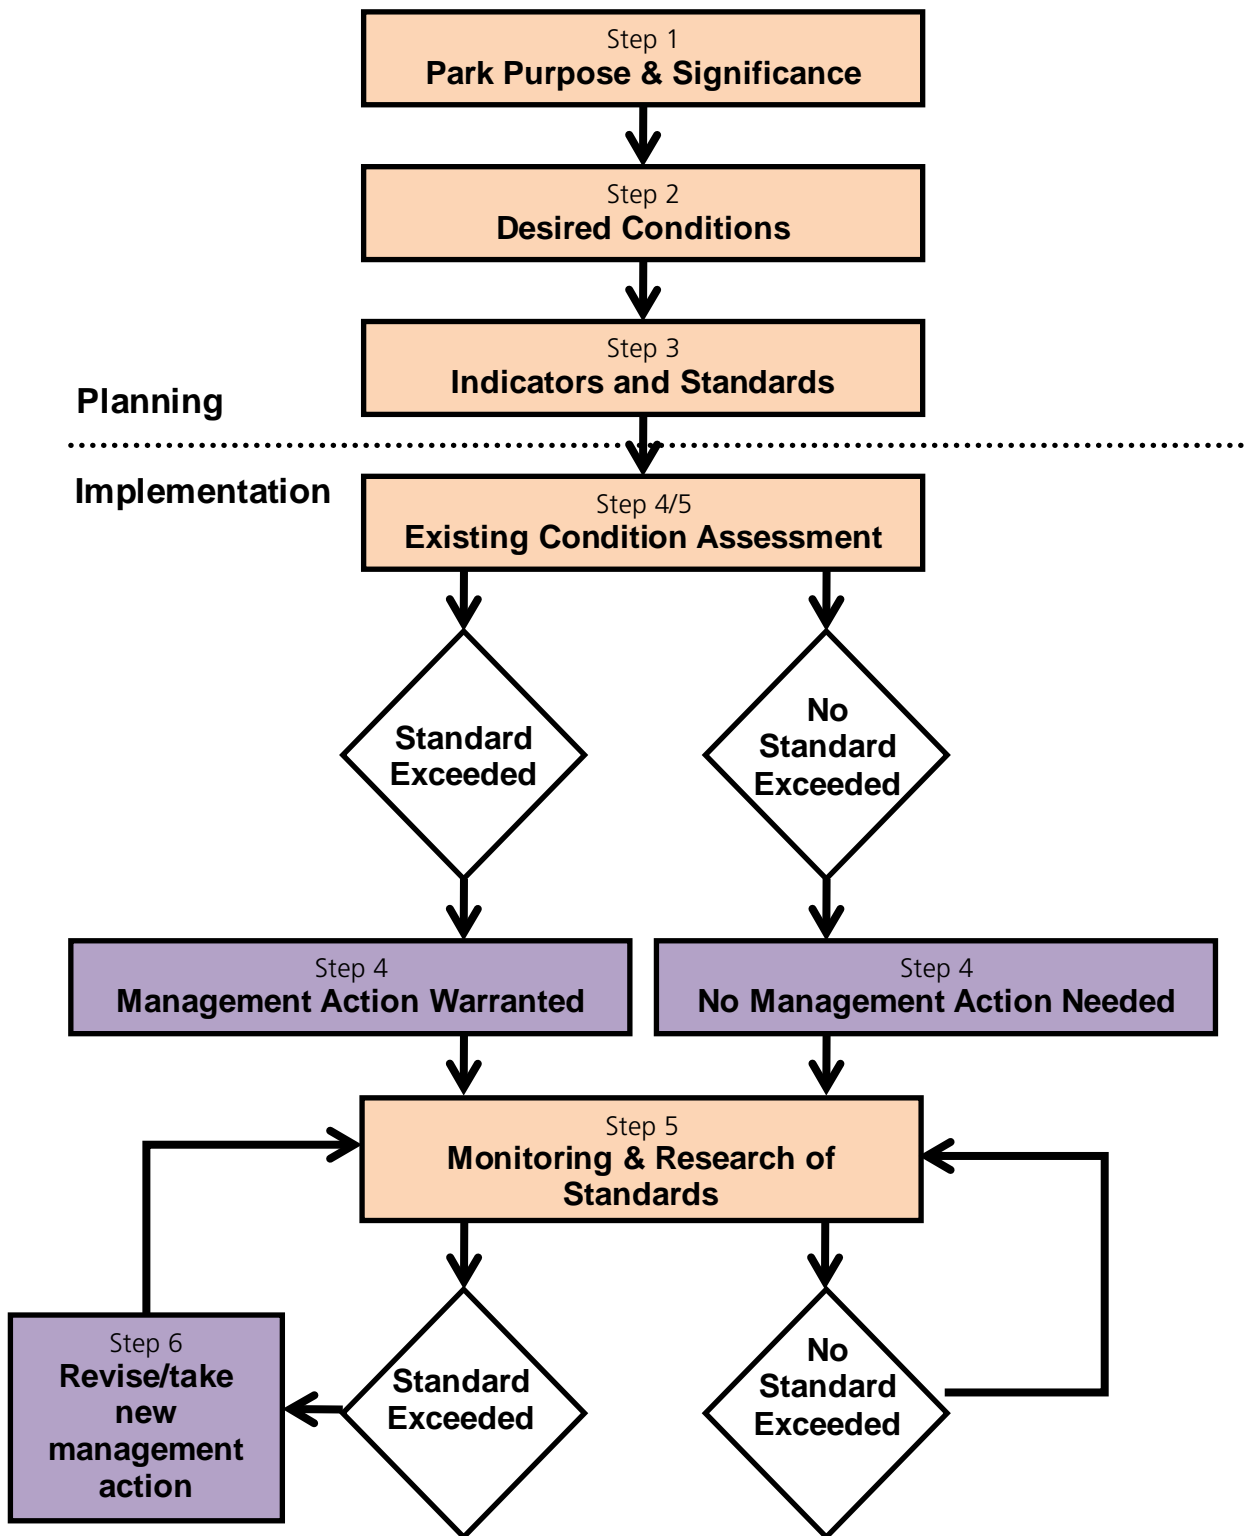 Step 1
Park Purpose & Significance
Step 2
Desired Conditions
Step 3
Indicators and Standards
Planning
Implementation
Step 4/5
Existing Condition Assessment
Standard
Exceeded
No
Standard
Exceeded
Step 4
Management Action Warranted
Step 4
No Management Action Needed
Step 5
Monitoring & Research of
Standards
Step 6
Revise/take
new
management
action
Standard
Exceeded
No
Standard
Exceeded